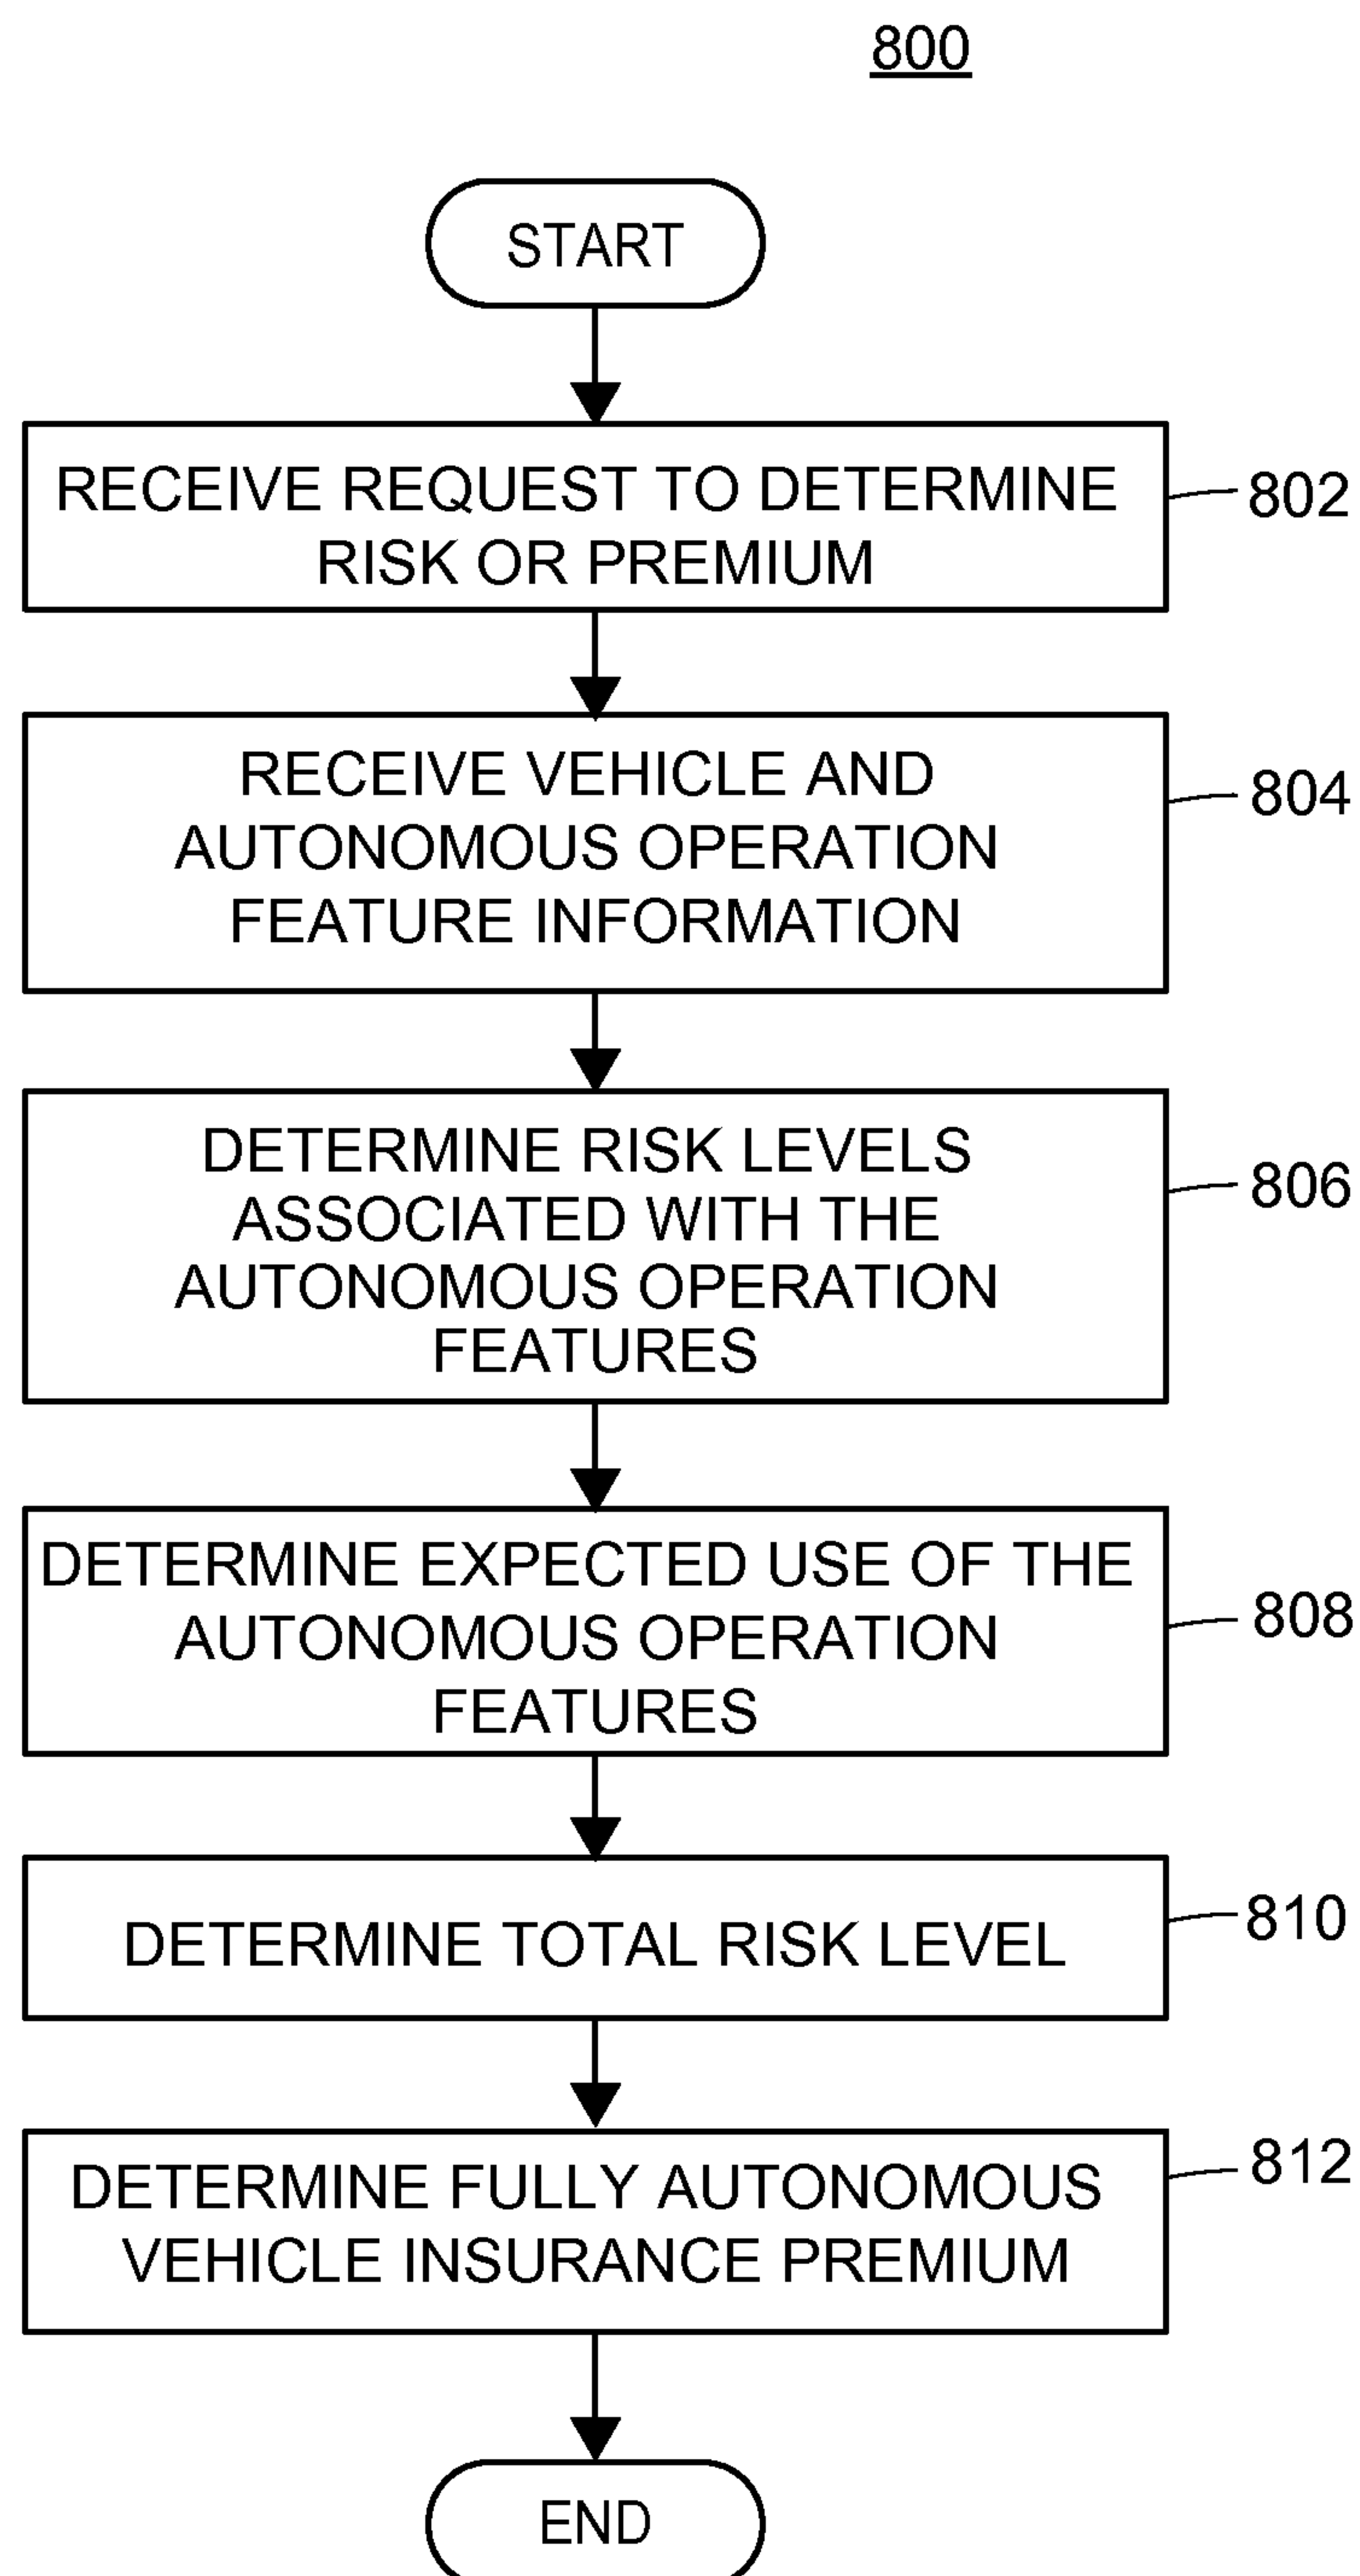 800
START
RECEIVE REQUEST TO DETERMINE
RISK OR PREMIUM
802
RECEIVE VEHICLE AND
AUTONOMOUS OPERATION
FEATURE INFORMATION
804
DETERMINE RISK LEVELS
ASSOCIATED WITH THE
AUTONOMOUS OPERATION
FEATURES
806
DETERMINE EXPECTED USE OF THE
AUTONOMOUS OPERATION
FEATURES
808
DETERMINE TOTAL RISK LEVEL
810
DETERMINE FULLY AUTONOMOUS
VEHICLE INSURANCE PREMIUM
812
END